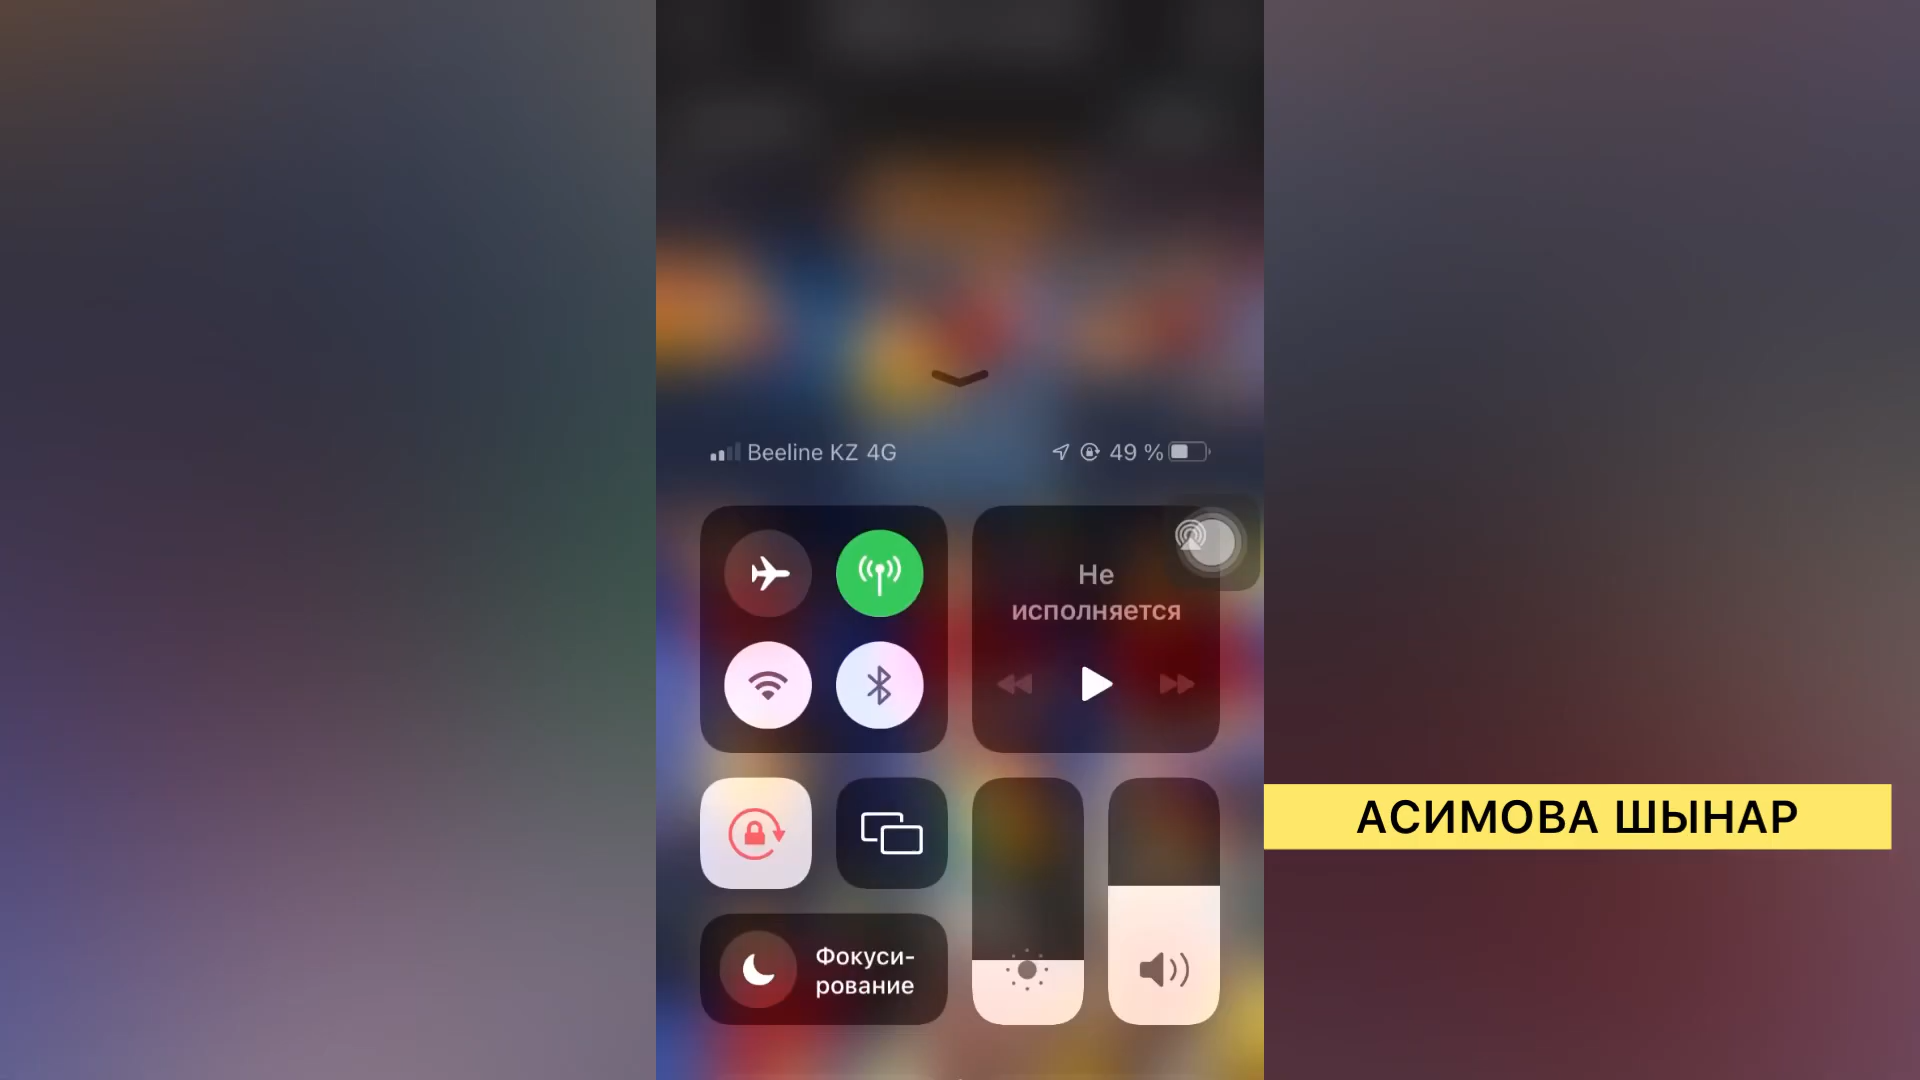 Beeline KZ 4G
49 %
Не
исполняется
АСИМОВА ШЫНАР
Фокуси-
рование